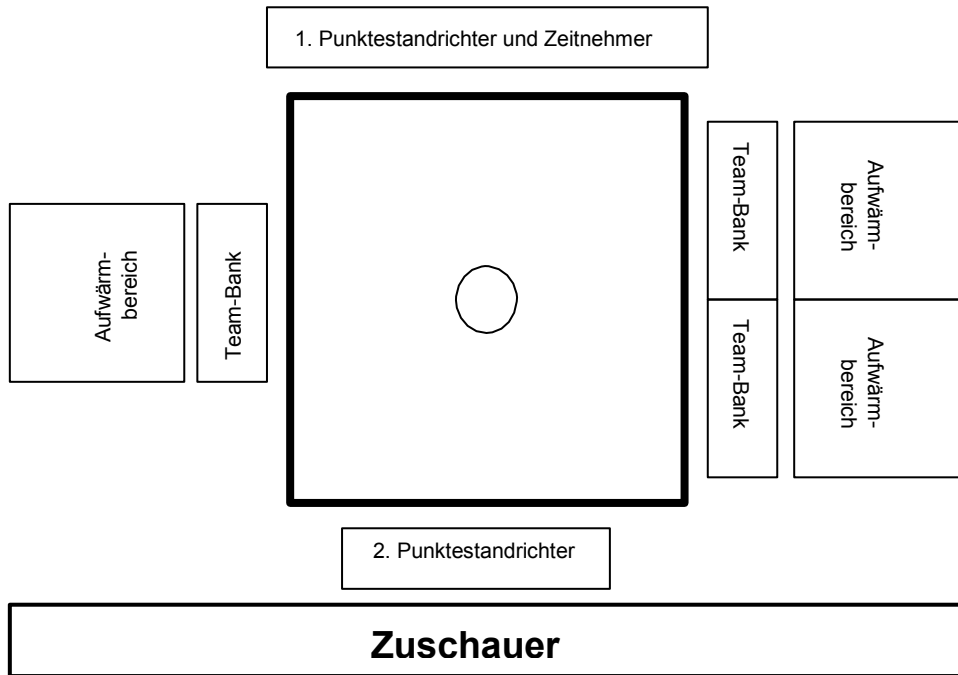 1. Punktestandrichter und Zeitnehmer
Aufwärm-
bereich
Team-Bank
Team-Bank
Aufwärm-
bereich
Team-Bank
Aufwärm-
bereich
2. Punktestandrichter
Zuschauer